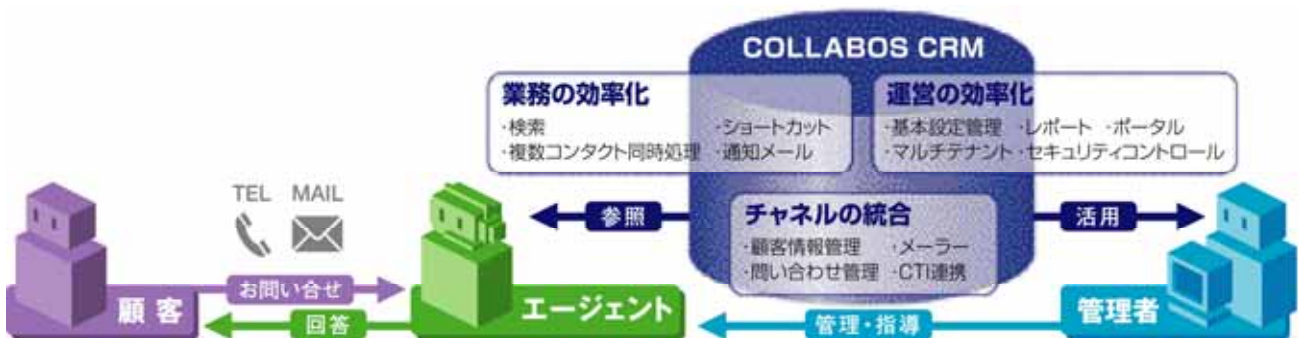 COLLABOS CRM
業務の効率化
・検索 ・ショートカット
・複数コンタクト同時処理 ・通知メール
運営の効率化
・基本設定管理 ・レポート ・ポータル
・マルチテナント ・セキュリティコントロール
TEL MAIL
参照
チャネルの統合
・顧客情報管理 ・メーラー
・問い合わせ管理 ・CTI連携
活用
お問い合せ
顧客
エージェント
管理者
回答
管理・指導